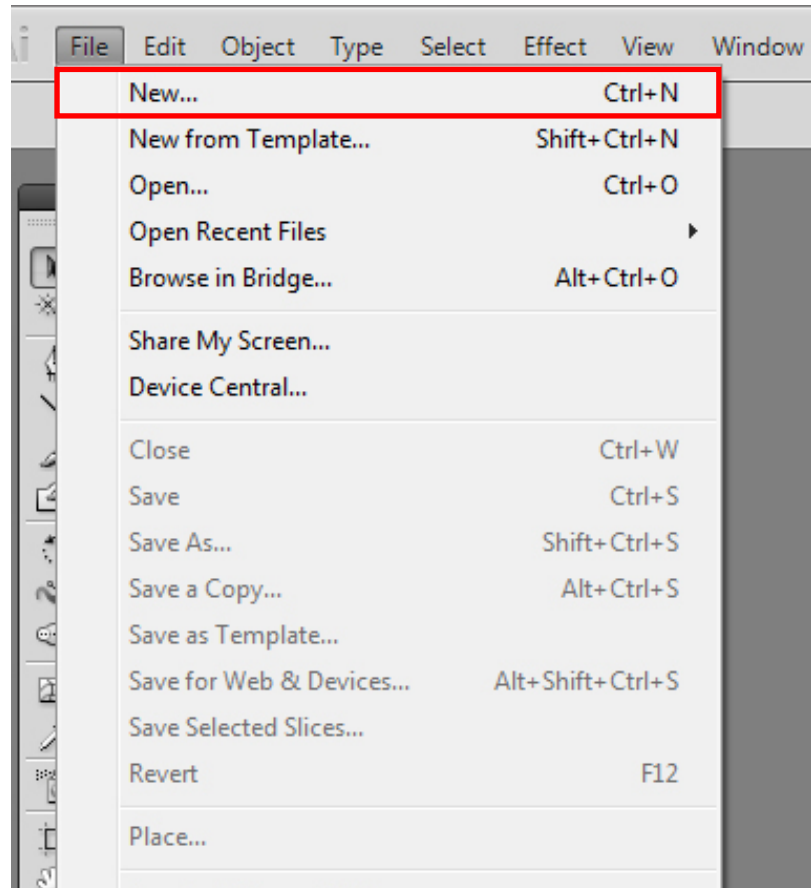 Ai File Edit Object Type Select Effect View Window
New... Ctrl+N
New from Template... Shift+Ctrl+N
Open... Ctrl+O
Open Recent Files
Browse in Bridge... Alt+Ctrl+O
Share My Screen...
Device Central...
Close Ctrl+W
Save Ctrl+S
Save As... Shift+Ctrl+S
Save a Copy... Alt+Ctrl+S
Save as Template...
Save for Web & Devices... Alt+Shift+Ctrl+S
Save Selected Slices...
Revert F12
Place...